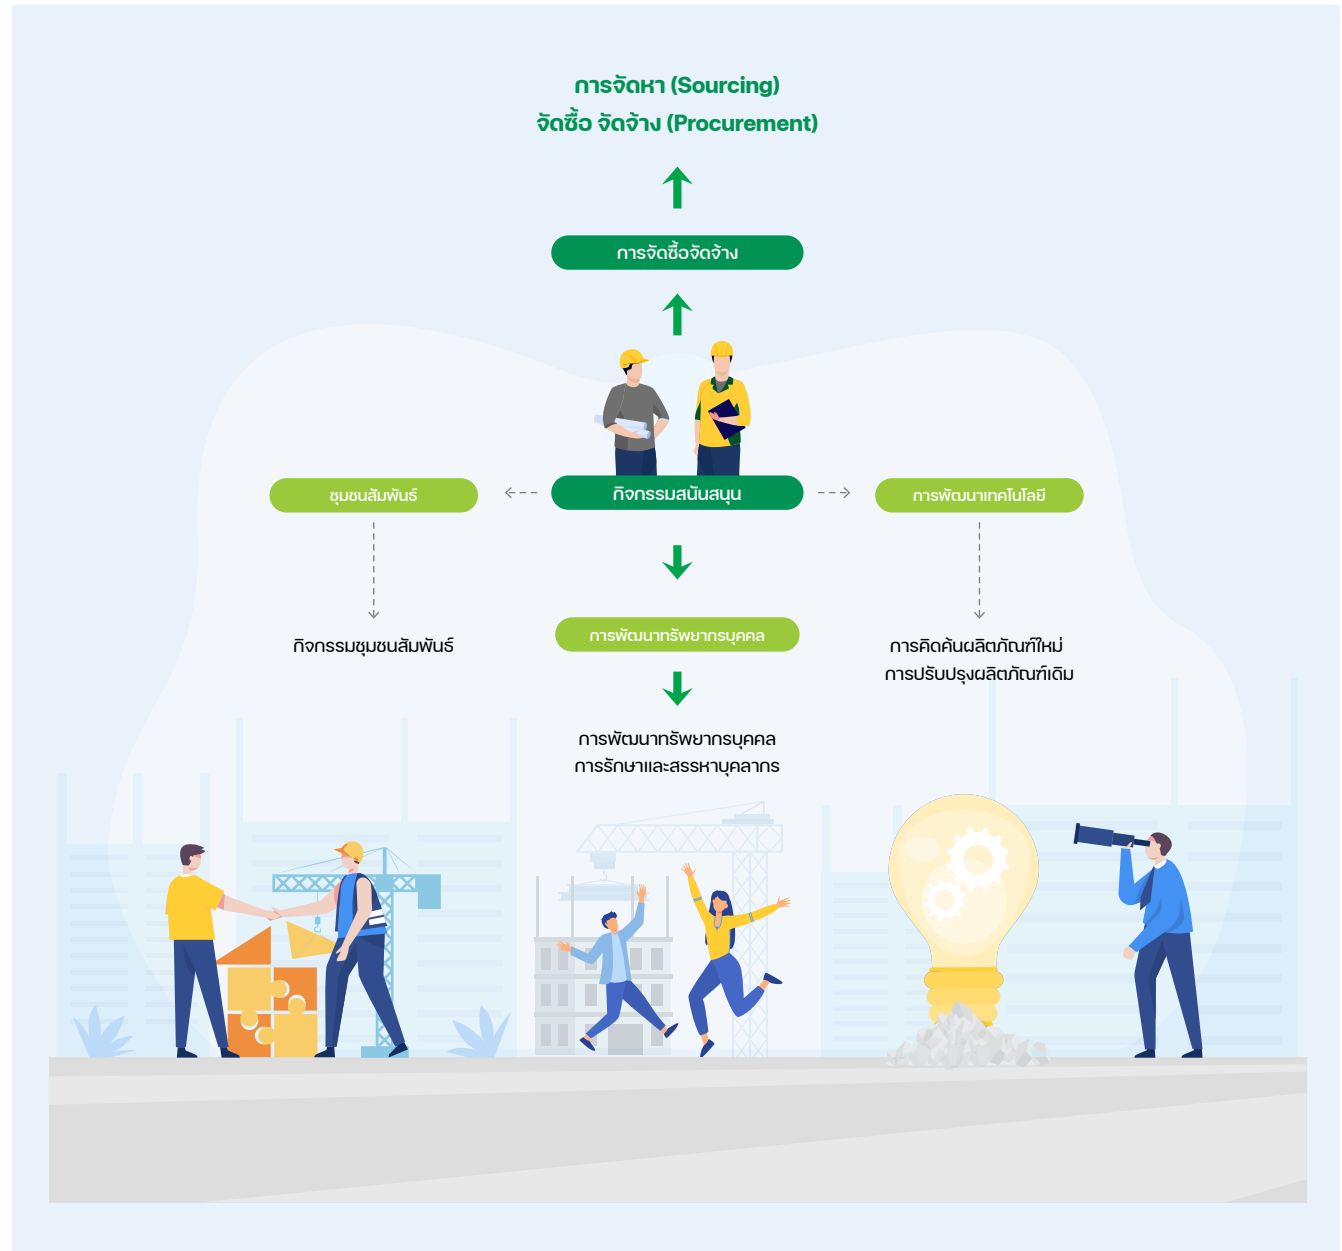 การจัดหา (Sourcing)
จัดซื้อ จัดจ้าง (Procurement)
การจัดซื้อจัดจ้าง
ชุมชนสัมพันธ์
กิจกรรมสนันสนุน
การพัฒนาเทคโนโลยี
กิจกรรมชุมชนสัมพันธ์
การพัฒนาทรัพยากรบุคคล
การคิดค้นผลิตภัณฑ์ใหม่
การปรับปรุงผลิตภัณฑ์เดิม
การพัฒนาทรัพยากรบุคคล
การรักษาและสรรหาบุคลากร